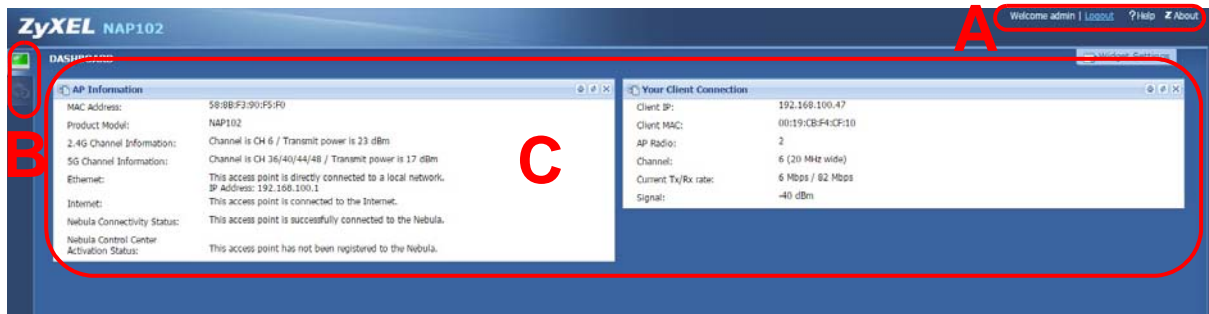 ZyXEL NAP102
Welcome admin | Logout ?Help Z About
A
DASHBOARD
Widget Settings
AP Information
MAC Address: 58:8B:F3:90:F5:F0
Product Model: NAP102
2.4G Channel Information: Channel is CH 6 / Transmit power is 23 dBm
5G Channel Information: Channel is CH 36/40/44/48 / Transmit power is 17 dBm
Ethernet: This access point is directly connected to a local network.
IP Address: 192.168.100.1
Internet: This access point is connected to the Internet.
Nebula Connectivity Status: This access point is successfully connected to the Nebula.
Nebula Control Center
Activation Status: This access point has not been registered to the Nebula.
B
C
Your Client Connection
Client IP: 192.168.100.47
Client MAC: 00:19:CB:F4:CF:10
AP Radio: 2
Channel: 6 (20 MHz wide)
Current Tx/Rx rate: 6 Mbps / 82 Mbps
Signal: -40 dBm